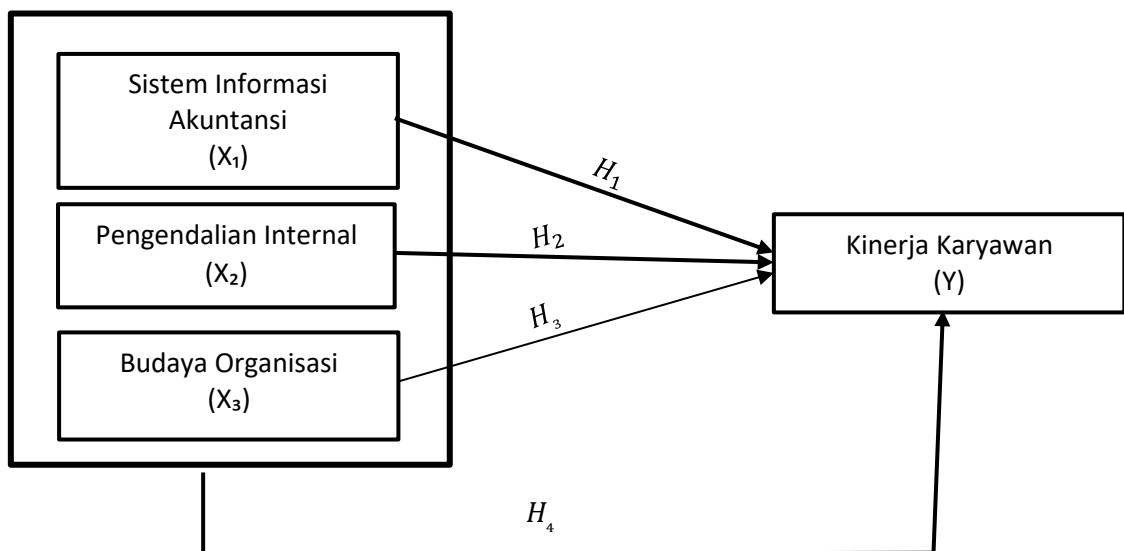 Sistem Informasi
Akuntansi
(X₁)
H₁
Pengendalian Internal
(X₂)
H₂
Kinerja Karyawan
(Y)
Budaya Organisasi
(X₃)
H₃
H₄